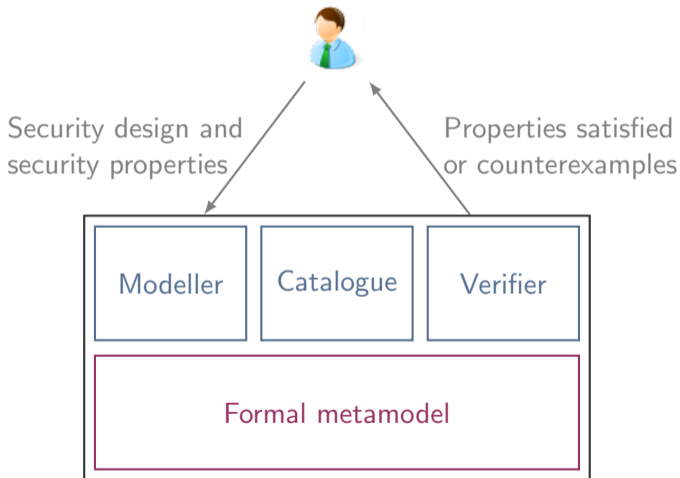 Security design and
security properties
Properties satisfied
or counterexamples
Modeller
Catalogue
Verifier
Formal metamodel